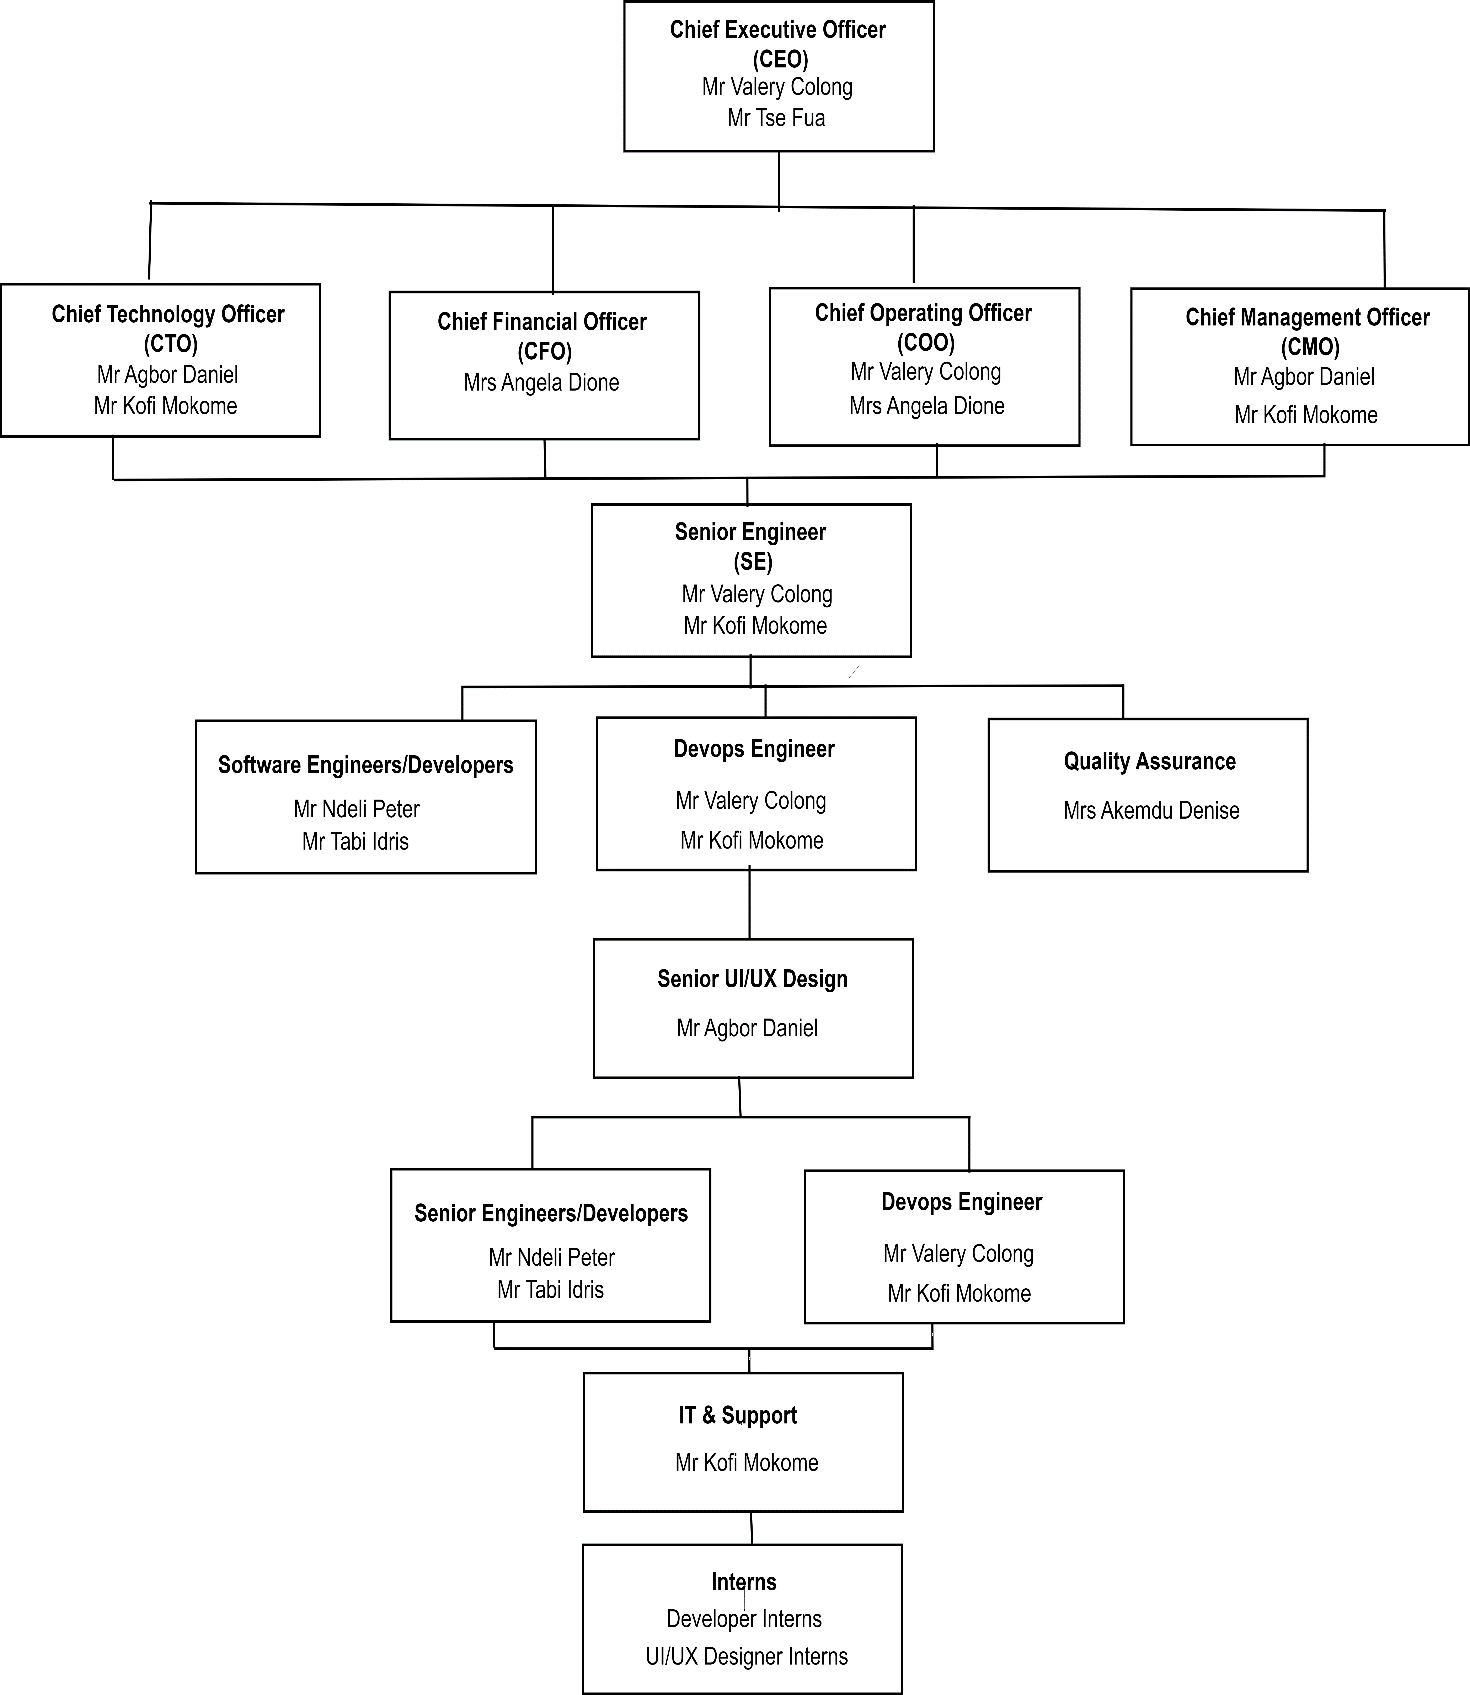 Chief Executive Officer
(CEO)
Mr Valery Colong
Mr Tse Fua
Chief Technology Officer
(CTO)
Mr Agbor Daniel
Mr Kofi Mokome
Chief Financial Officer
(CFO)
Mrs Angela Dione
Chief Operating Officer
(COO)
Mr Valery Colong
Mrs Angela Dione
Chief Management Officer
(CMO)
Mr Agbor Daniel
Mr Kofi Mokome
Senior Engineer
(SE)
Mr Valery Colong
Mr Kofi Mokome
Software Engineers/Developers
Mr Ndeli Peter
Mr Tabi Idris
Devops Engineer
Mr Valery Colong
Mr Kofi Mokome
Quality Assurance
Mrs Akemdu Denise
Senior UI/UX Design
Mr Agbor Daniel
Senior Engineers/Developers
Mr Ndeli Peter
Mr Tabi Idris
Devops Engineer
Mr Valery Colong
Mr Kofi Mokome
IT & Support
Mr Kofi Mokome
Interns
Developer Interns
UI/UX Designer Interns